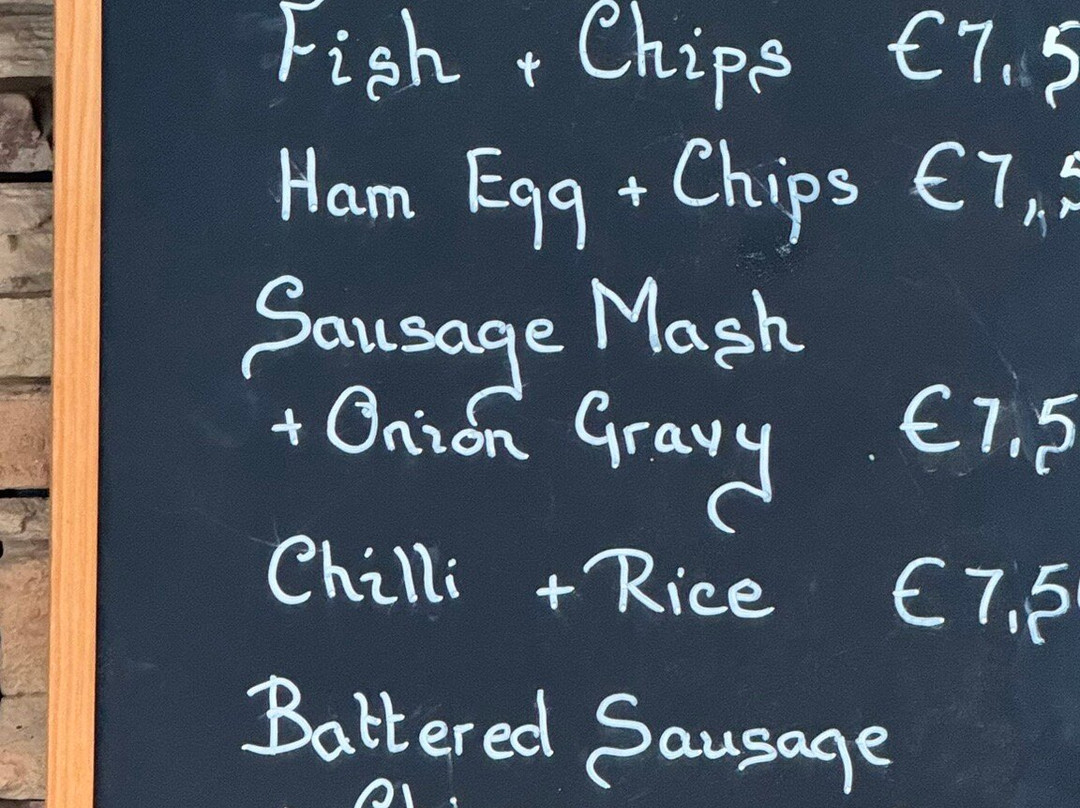 Fish + Chips €7,5
Ham Egg + Chips €7,5
Sausage Mash
+ Onion Gravy €7,5
Chilli + Rice €7,5
Battered Sausage